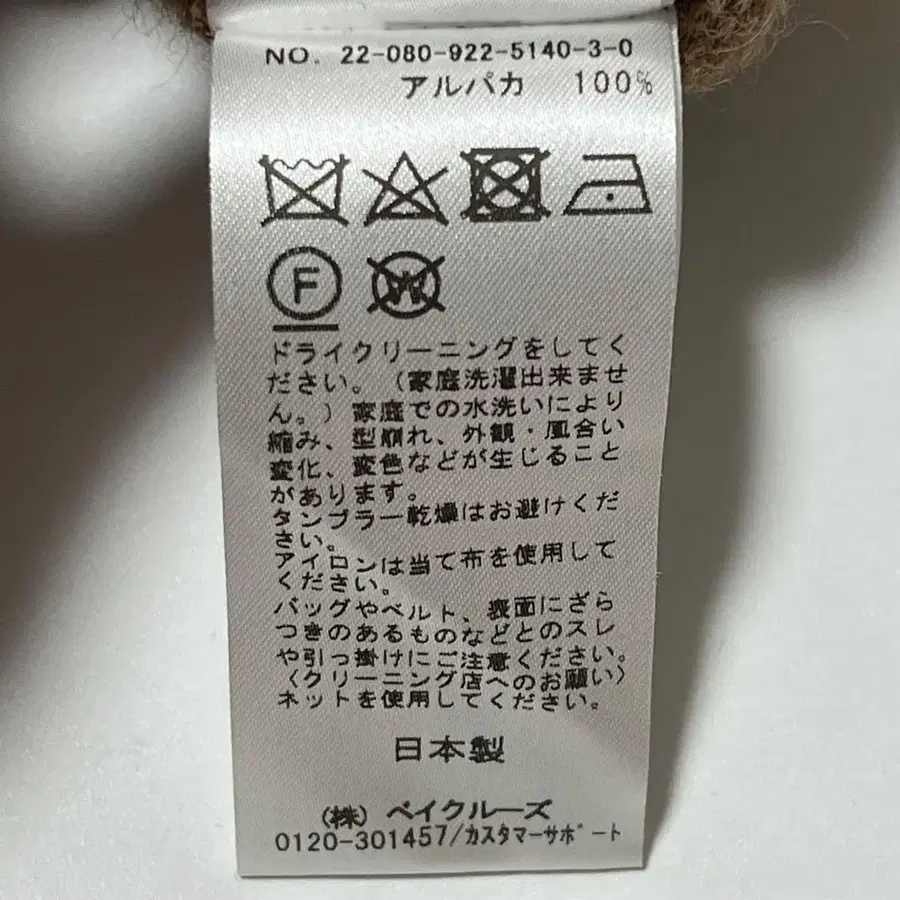 NO. 22-080-922-5140-3-0
アルパカ 100%
F
W
ドライクリーニングをしてく
ださい。（家庭洗濯出来ませ
ん。）家庭での水洗いにより
縮み、型崩れ、外観・風合い
変化、変色などが生じること
があります。
タンブラー乾燥はお避けくだ
さい。
アイロンは当て布を使用して
ください。
バッグやベルト、表面にざら
つきのあるものなどとのスレ
や引っ掛けにご注意ください。
〈クリーニング店へのお願い〉
ネットを使用してください。
日本製
（株）ベイクルーズ
0120-301457/カスタマーサポート